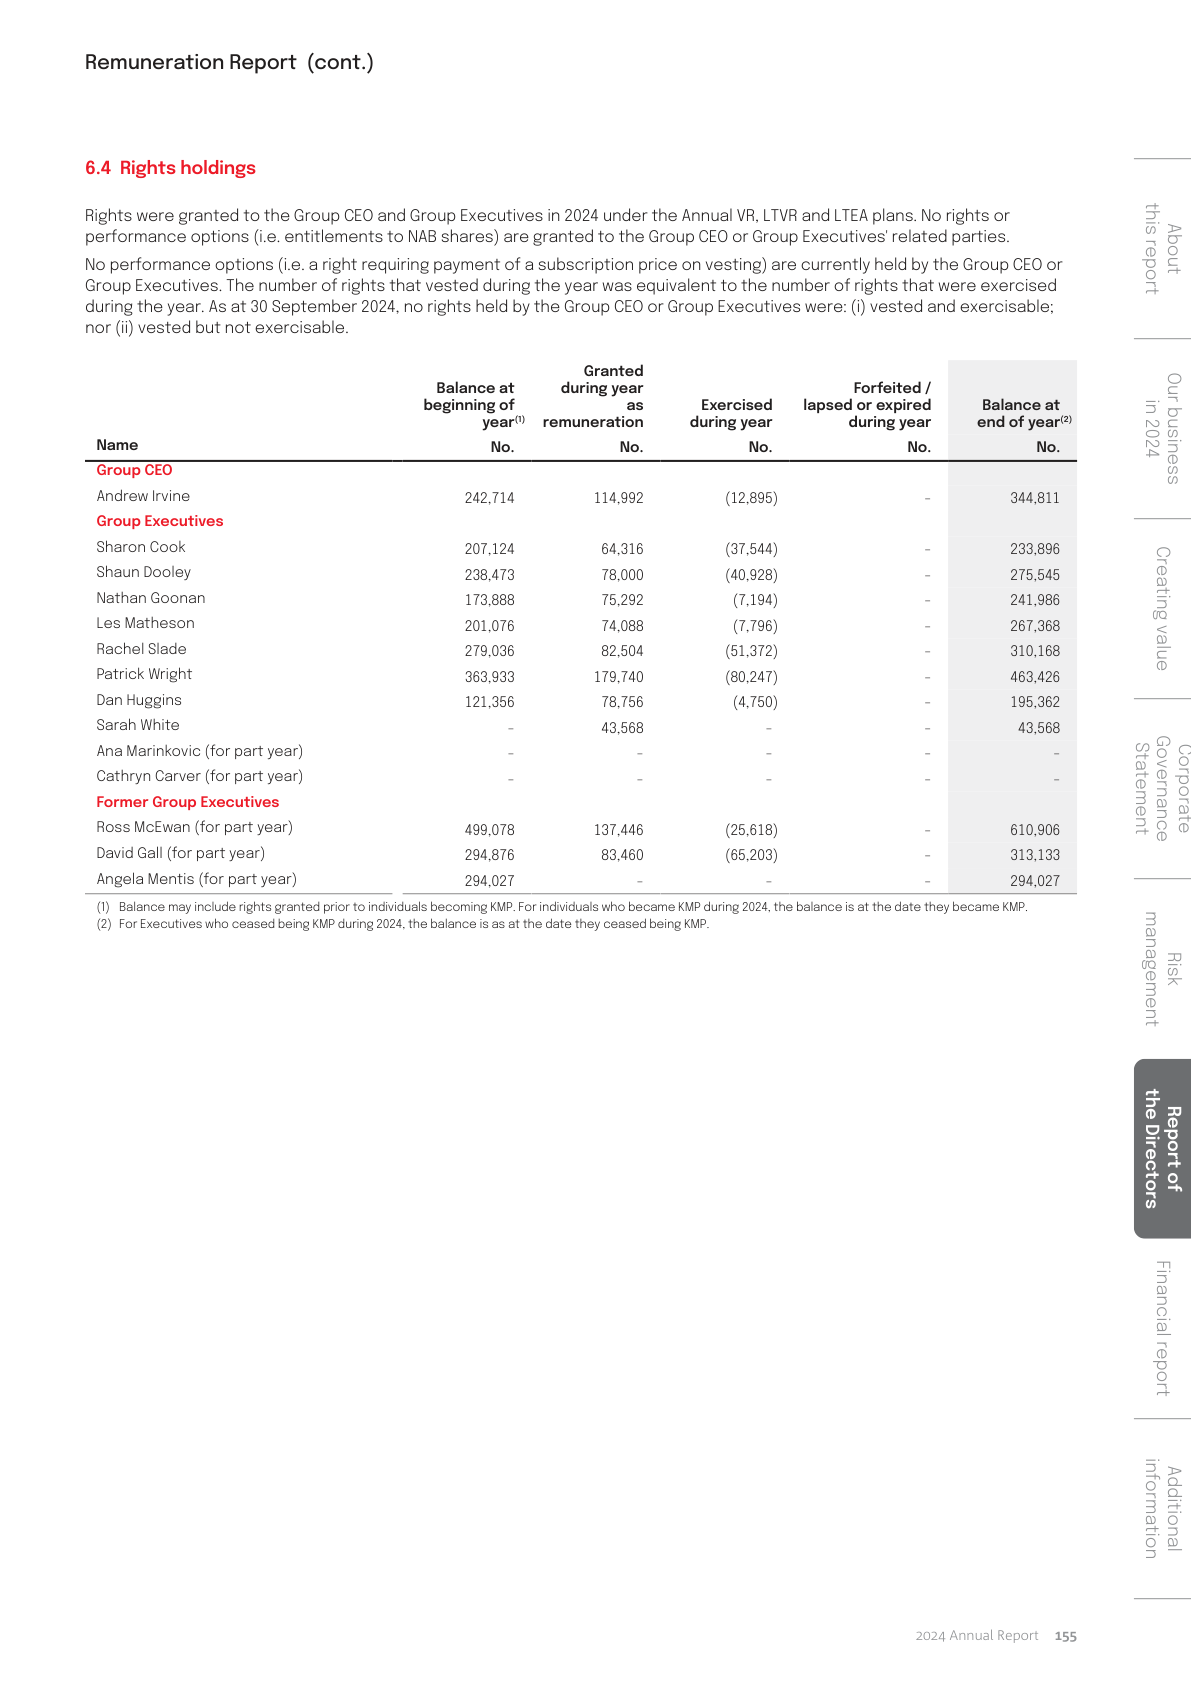 Remuneration Report (cont.)
6.4 Rights holdings
Rights were granted to the Group CEO and Group Executives in 2024 under the Annual VR, LTVR and LTEA plans. No rights or
performance options (i.e. entitlements to NAB shares) are granted to the Group CEO or Group Executives' related parties.
No performance options (i.e. a right requiring payment of a subscription price on vesting) are currently held by the Group CEO or
Group Executives. The number of rights that vested during the year was equivalent to the number of rights that were exercised
during the year. As at 30 September 2024, no rights held by the Group CEO or Group Executives were: (i) vested and exercisable;
nor (ii) vested but not exercisable.
Granted
Balance at during year Forfeited /
beginning of as Exercised lapsed or expired Balance at
year(1) remuneration during year during year end of year(2)
Name No. No. No. No. No.
Group CEO
Andrew Irvine 242,714 114,992 (12,895) – 344,811
Group Executives
Sharon Cook 207,124 64,316 (37,544) – 233,896
Shaun Dooley 238,473 78,000 (40,928) – 275,545
Nathan Goonan 173,888 75,292 (7,194) – 241,986
Les Matheson 201,076 74,088 (7,796) – 267,368
Rachel Slade 279,036 82,504 (51,372) – 310,168
Patrick Wright 363,933 179,740 (80,247) – 463,426
Dan Huggins 121,356 78,756 (4,750) – 195,362
Sarah White – 43,568 – – 43,568
Ana Marinkovic (for part year) – – – – –
Cathryn Carver (for part year) – – – – –
Former Group Executives
Ross McEwan (for part year) 499,078 137,446 (25,618) – 610,906
David Gall (for part year) 294,876 83,460 (65,203) – 313,133
Angela Mentis (for part year) 294,027 – – – 294,027
(1) Balance may include rights granted prior to individuals becoming KMP. For individuals who became KMP during 2024, the balance is at the date they became KMP.
(2) For Executives who ceased being KMP during 2024, the balance is as at the date they ceased being KMP.
About
this report
Our business
in 2024
Creating value
Corporate
Governance
Statement
Risk
management
Report of
the Directors
Financial report
Additional
information
2024 Annual Report 155